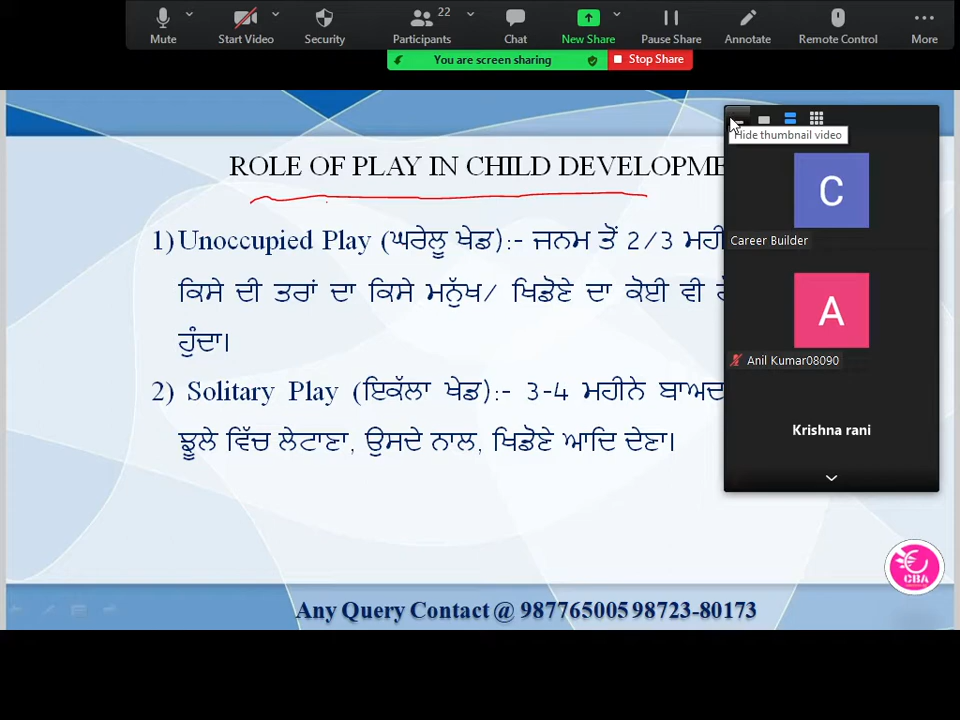 Mute Start Video Security Participants 22 Chat New Share Pause Share Annotate Remote Control More
You are screen sharing Stop Share
Hide thumbnail video
ROLE OF PLAY IN CHILD DEVELOPME
C
Career Builder
1) Unoccupied Play (ਘਰੇਲੂ ਖੇਡ):- ਜਨਮ ਤੋਂ 2/3 ਮਹੀ
ਕਿਸੇ ਦੀ ਤਰਾਂ ਦਾ ਕਿਸੇ ਮਨੁੱਖ/ ਖਿਡੋਣੇ ਦਾ ਕੋਈ ਵੀ
ਹੁੰਦਾ।
A
Anil Kumar08090
2) Solitary Play (ਇਕੱਲਾ ਖੇਡ):- 3-4 ਮਹੀਨੇ ਬਾਅਦ
ਝੂਲੇ ਵਿੱਚ ਲੇਟਾਣਾ, ਉਸਦੇ ਨਾਲ, ਖਿਡੋਣੇ ਆਦਿ ਦੇਣਾ।
Krishna rani
CBA
Any Query Contact @ 9877650059 8723-80173